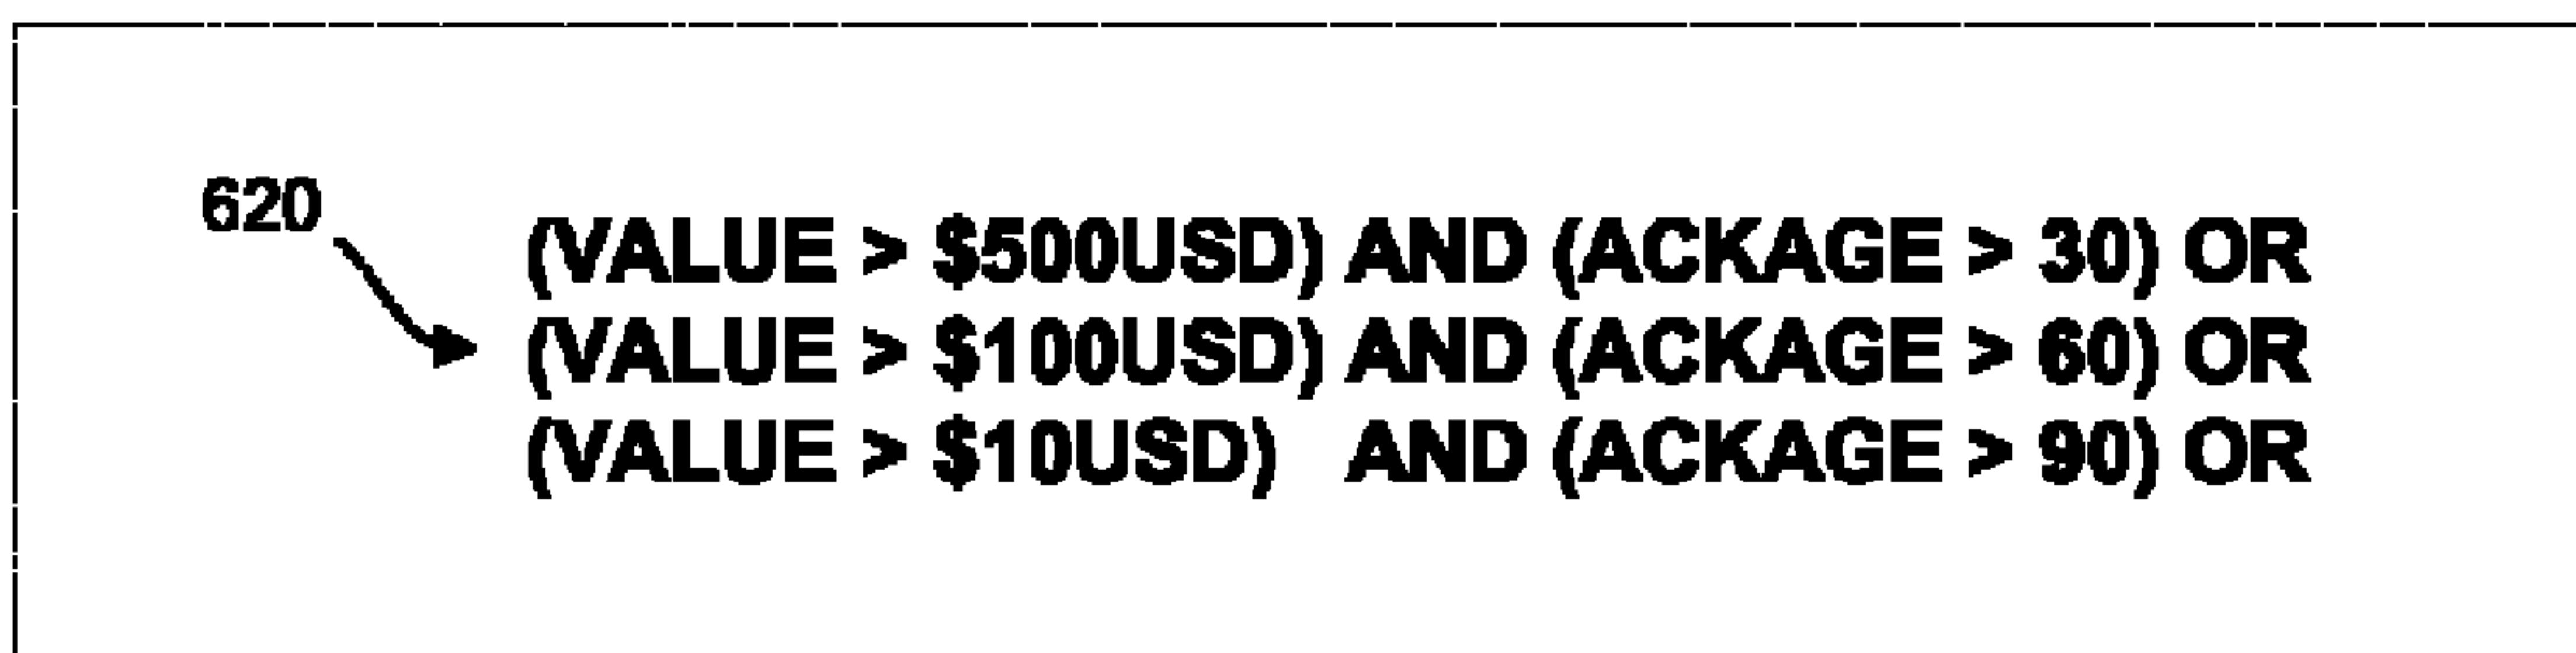 620
(VALUE > $500USD) AND (ACKAGE > 30) OR
(VALUE > $100USD) AND (ACKAGE > 60) OR
(VALUE > $10USD) AND (ACKAGE > 90) OR